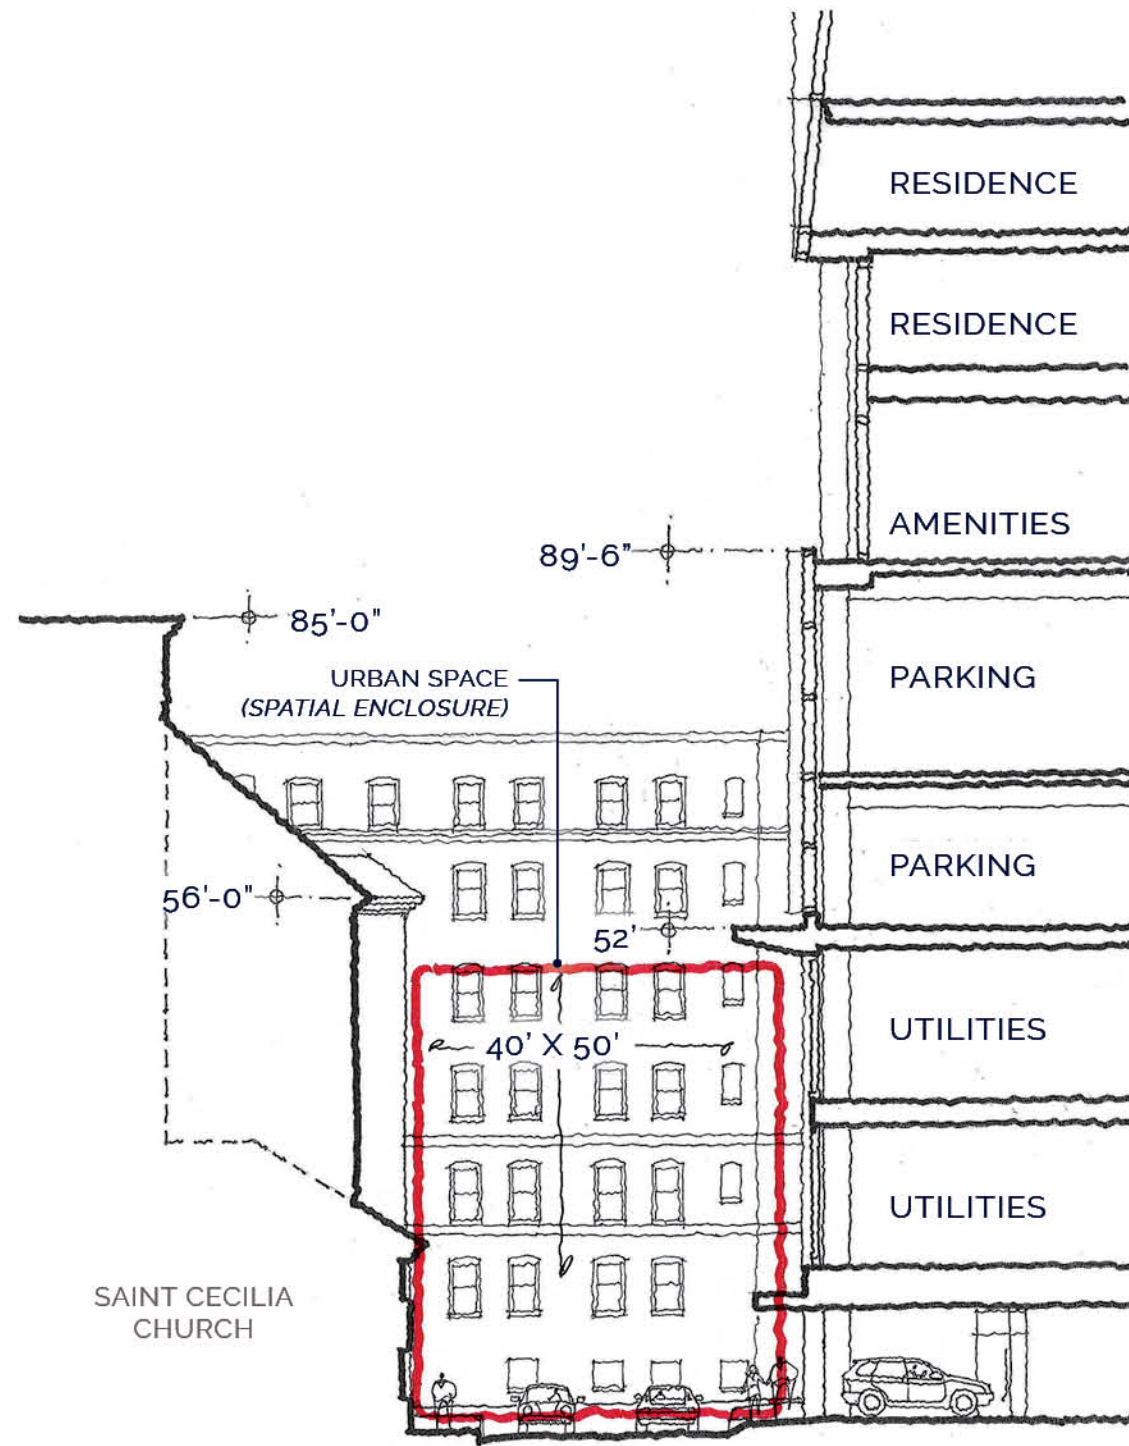 RESIDENCE
RESIDENCE
AMENITIES
89'-6"
85'-0"
URBAN SPACE
(SPATIAL ENCLOSURE)
PARKING
PARKING
56'-0"
52'
40' X 50'
UTILITIES
UTILITIES
SAINT CECILIA
CHURCH